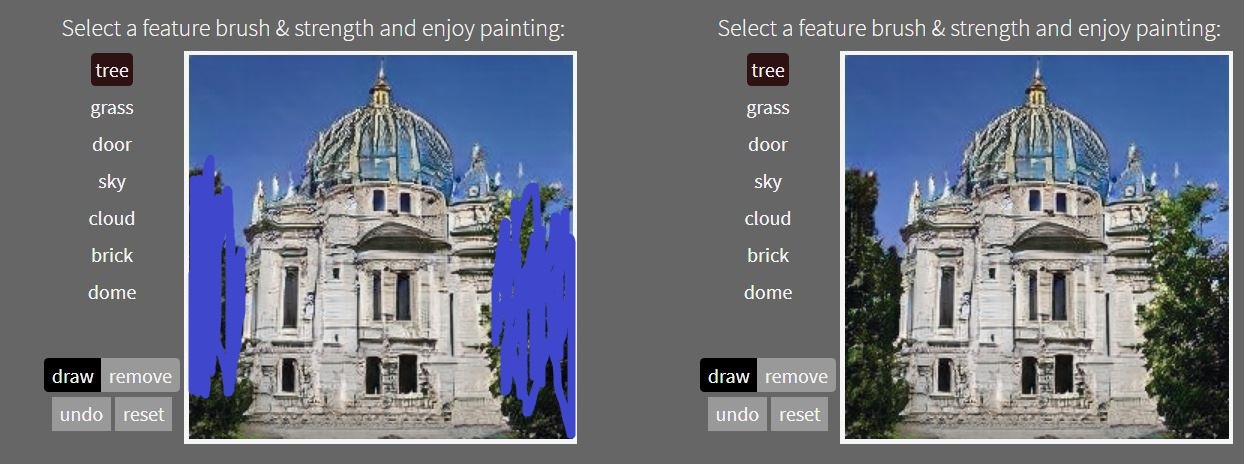 Select a feature brush & strength and enjoy painting:
tree
grass
door
sky
cloud
brick
dome
draw remove
undo reset
Select a feature brush & strength and enjoy painting:
tree
grass
door
sky
cloud
brick
dome
draw remove
undo reset